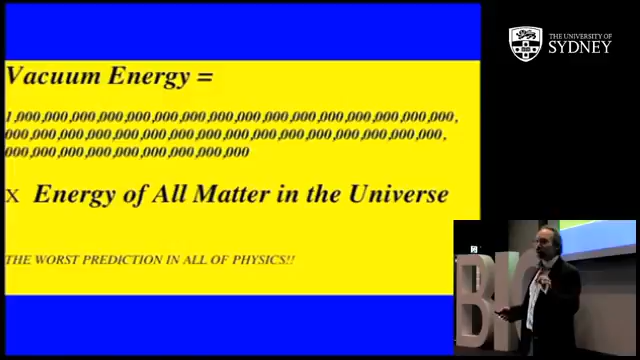 THE UNIVERSITY OF
SYDNEY
Vacuum Energy =
1,000,000,000,000,000,000,000,000,000,000,000,000,000,000,000,000,
000,000,000,000,000,000,000,000,000,000,000,000,000,000,000,000,
000,000,000,000,000,000,000,000,000
X Energy of All Matter in the Universe
THE WORST PREDICTION IN ALL OF PHYSICS!!
BIG